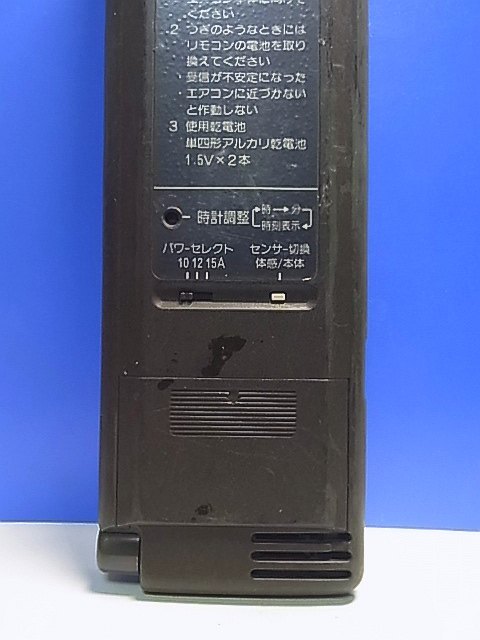 ください
2 つぎのようなときには
リモコンの電池を取り
換えてください
・受信が不安定になった
・エアコンに近づかない
と作動しない
3 使用乾電池
単四形アルカリ乾電池
1.5V×2本
時計調整 時→分
時刻表示
パワーセレクト センサー切換
10 12 15A 体感/本体